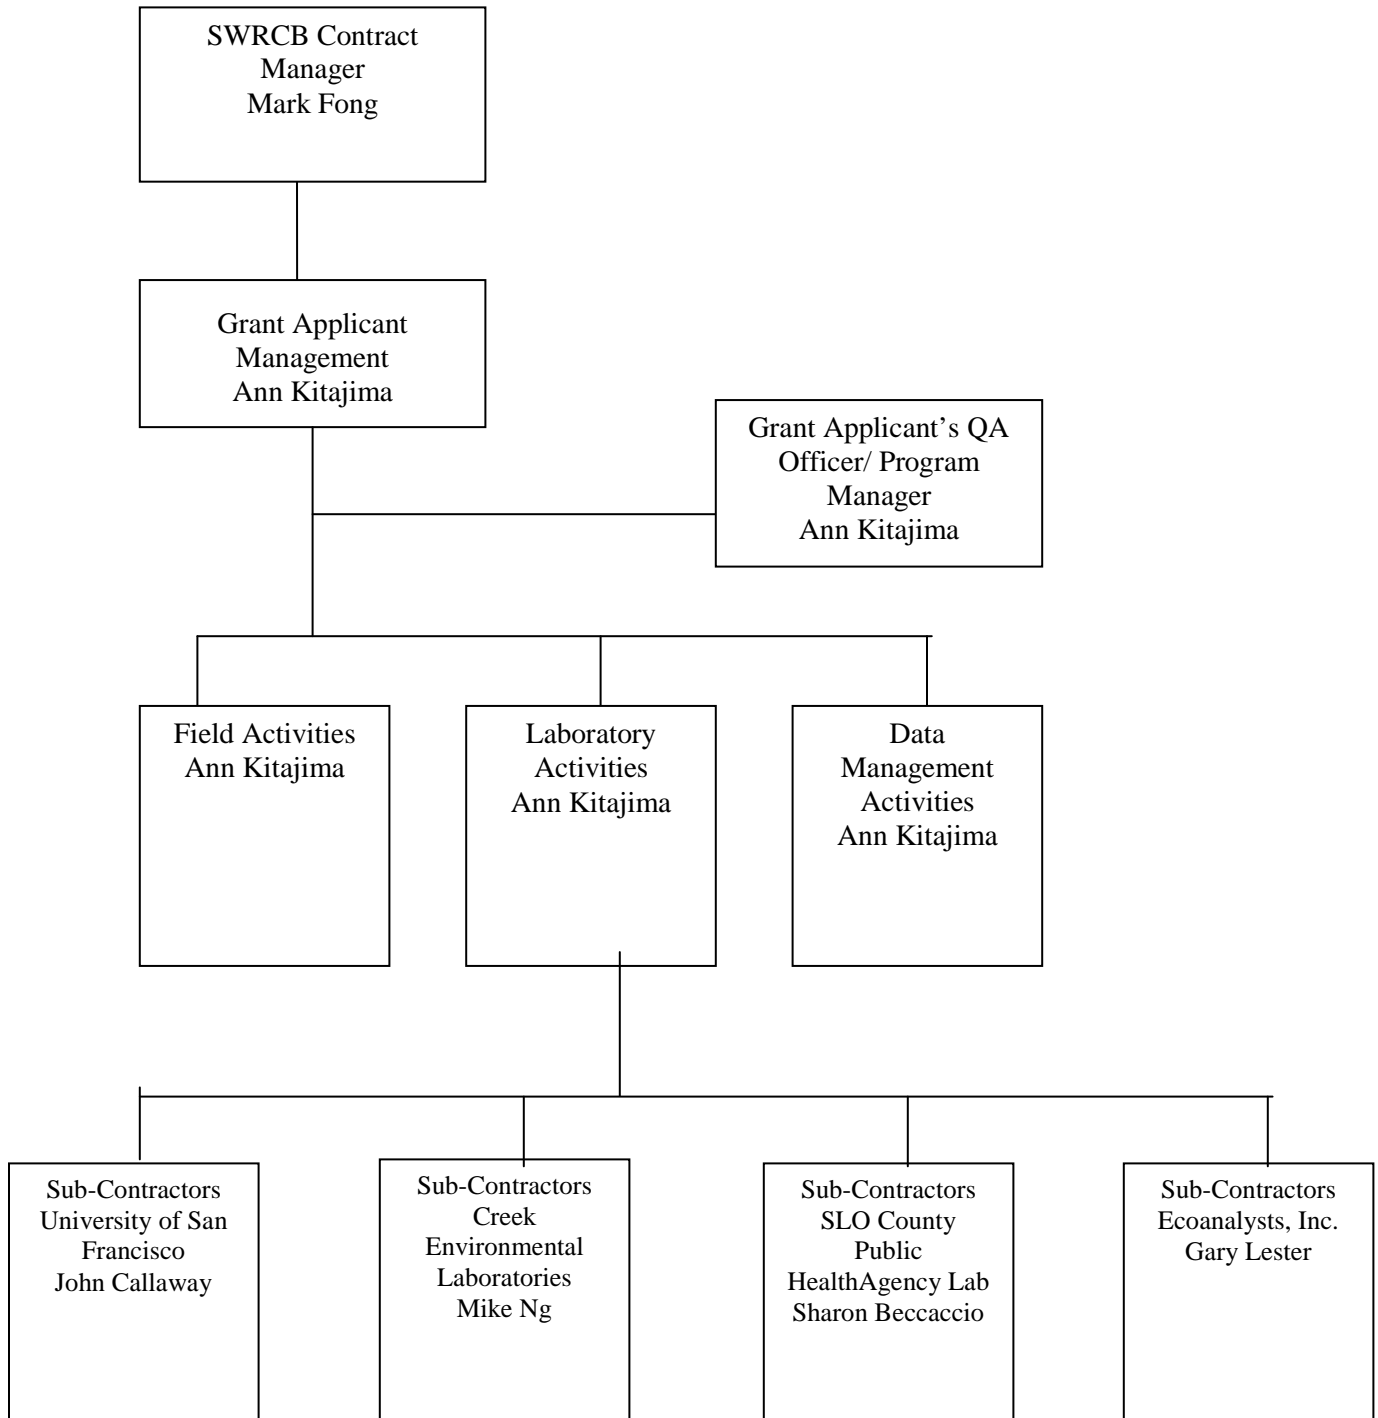 SWRCB Contract
Manager
Mark Fong
Grant Applicant
Management
Ann Kitajima
Grant Applicant’s QA
Officer/ Program
Manager
Ann Kitajima
Field Activities
Ann Kitajima
Laboratory
Activities
Ann Kitajima
Data
Management
Activities
Ann Kitajima
Sub-Contractors
University of San
Francisco
John Callaway
Sub-Contractors
Creek
Environmental
Laboratories
Mike Ng
Sub-Contractors
SLO County
Public
HealthAgency Lab
Sharon Beccaccio
Sub-Contractors
Ecoanalysts, Inc.
Gary Lester